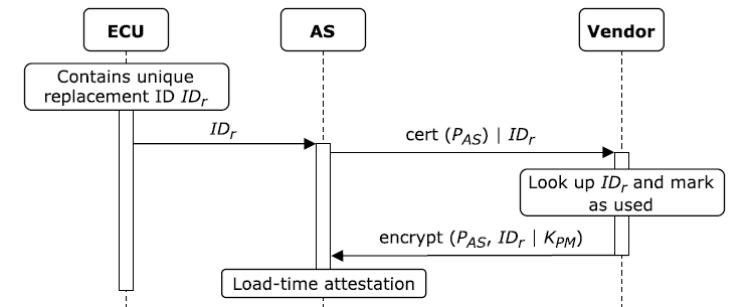 ECU
AS
Vendor
Contains unique
replacement ID IDr
IDr
cert (PAS) | IDr
Look up IDr and mark
as used
encrypt (PAS, IDr | KPM)
Load-time attestation